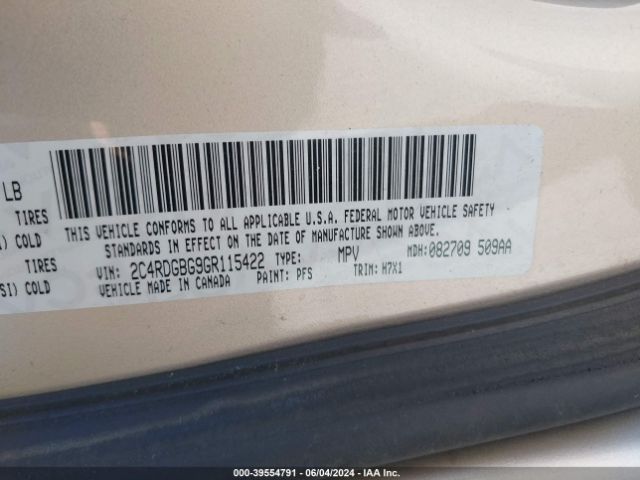 LB
TIRES
) COLD
TIRES
SI) COLD
THIS VEHICLE CONFORMS TO ALL APPLICABLE U.S.A. FEDERAL MOTOR VEHICLE SAFETY
STANDARDS IN EFFECT ON THE DATE OF MANUFACTURE SHOWN ABOVE.
VIN: 2C4RDGBG9GR115422 TYPE: MPV MDH: 082709 509AA
VEHICLE MADE IN CANADA PAINT: PFS TRIM: H7X1
000-39554791 - 06/04/2024 - IAA Inc.